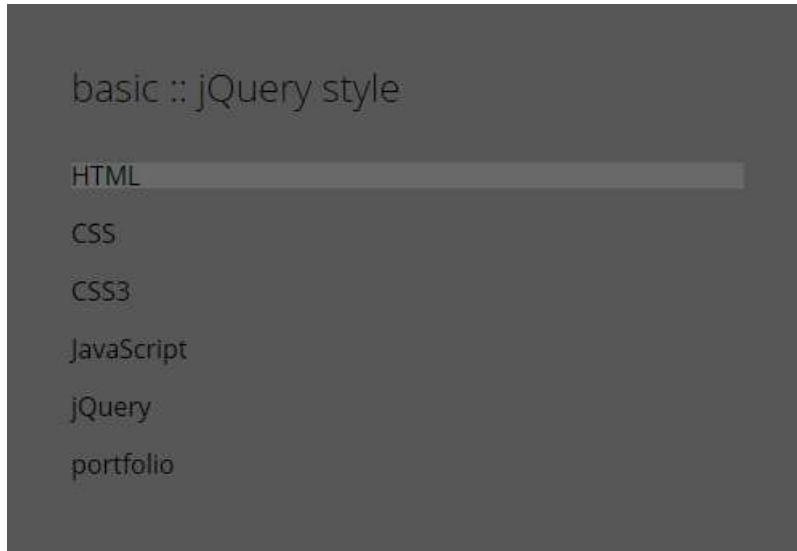 basic :: jQuery style
HTML
CSS
CSS3
JavaScript
jQuery
portfolio